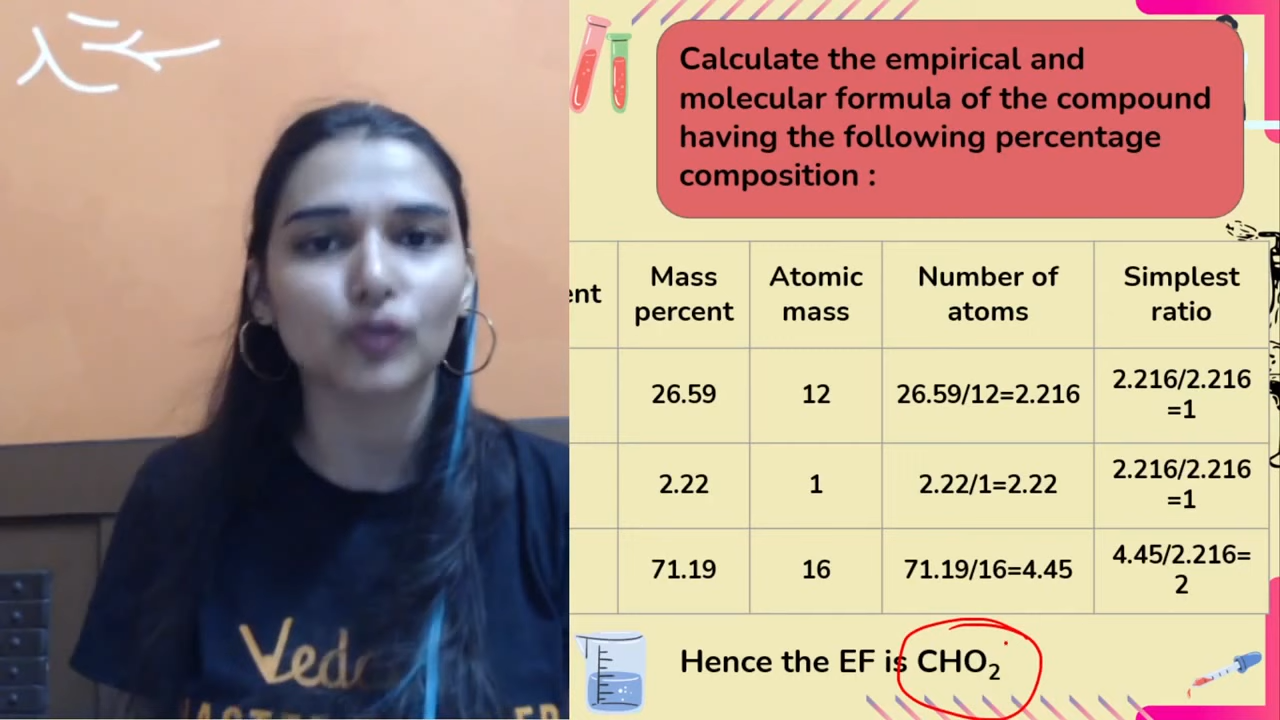 Calculate the empirical and
molecular formula of the compound
having the following percentage
composition :
ent
Mass
percent
Atomic
mass
Number of
atoms
Simplest
ratio
26.59
12
26.59/12=2.216
2.216/2.216
=1
2.22
1
2.22/1=2.22
2.216/2.216
=1
71.19
16
71.19/16=4.45
4.45/2.216=
2
Hence the EF is CHO₂